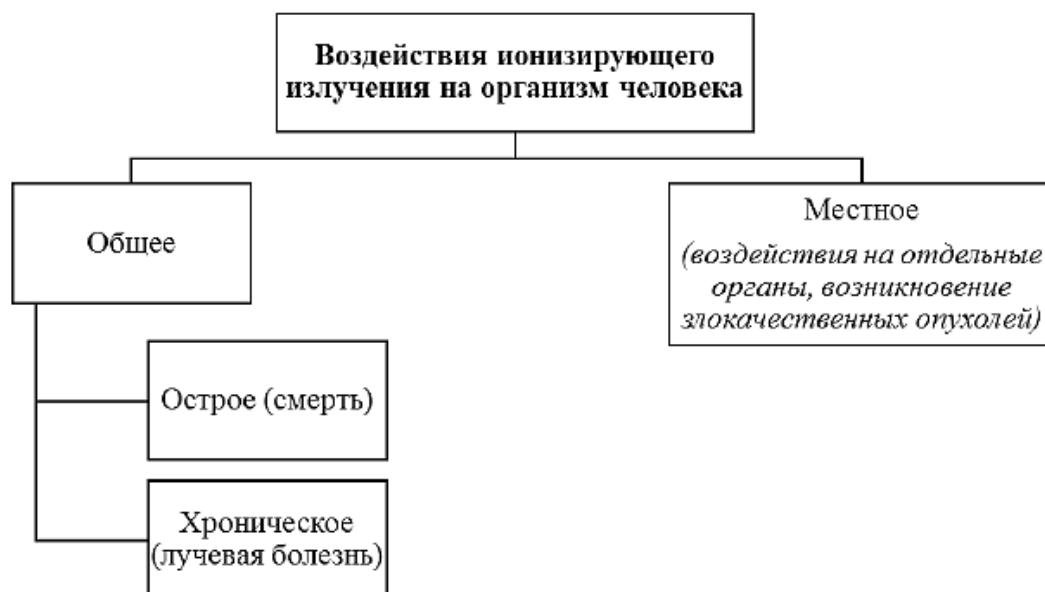 Воздействия ионизирующего
излучения на организм человека
Общее
Местное
(воздействия на отдельные
органы, возникновение
злокачественных опухолей)
Острое (смерть)
Хроническое
(лучевая болезнь)